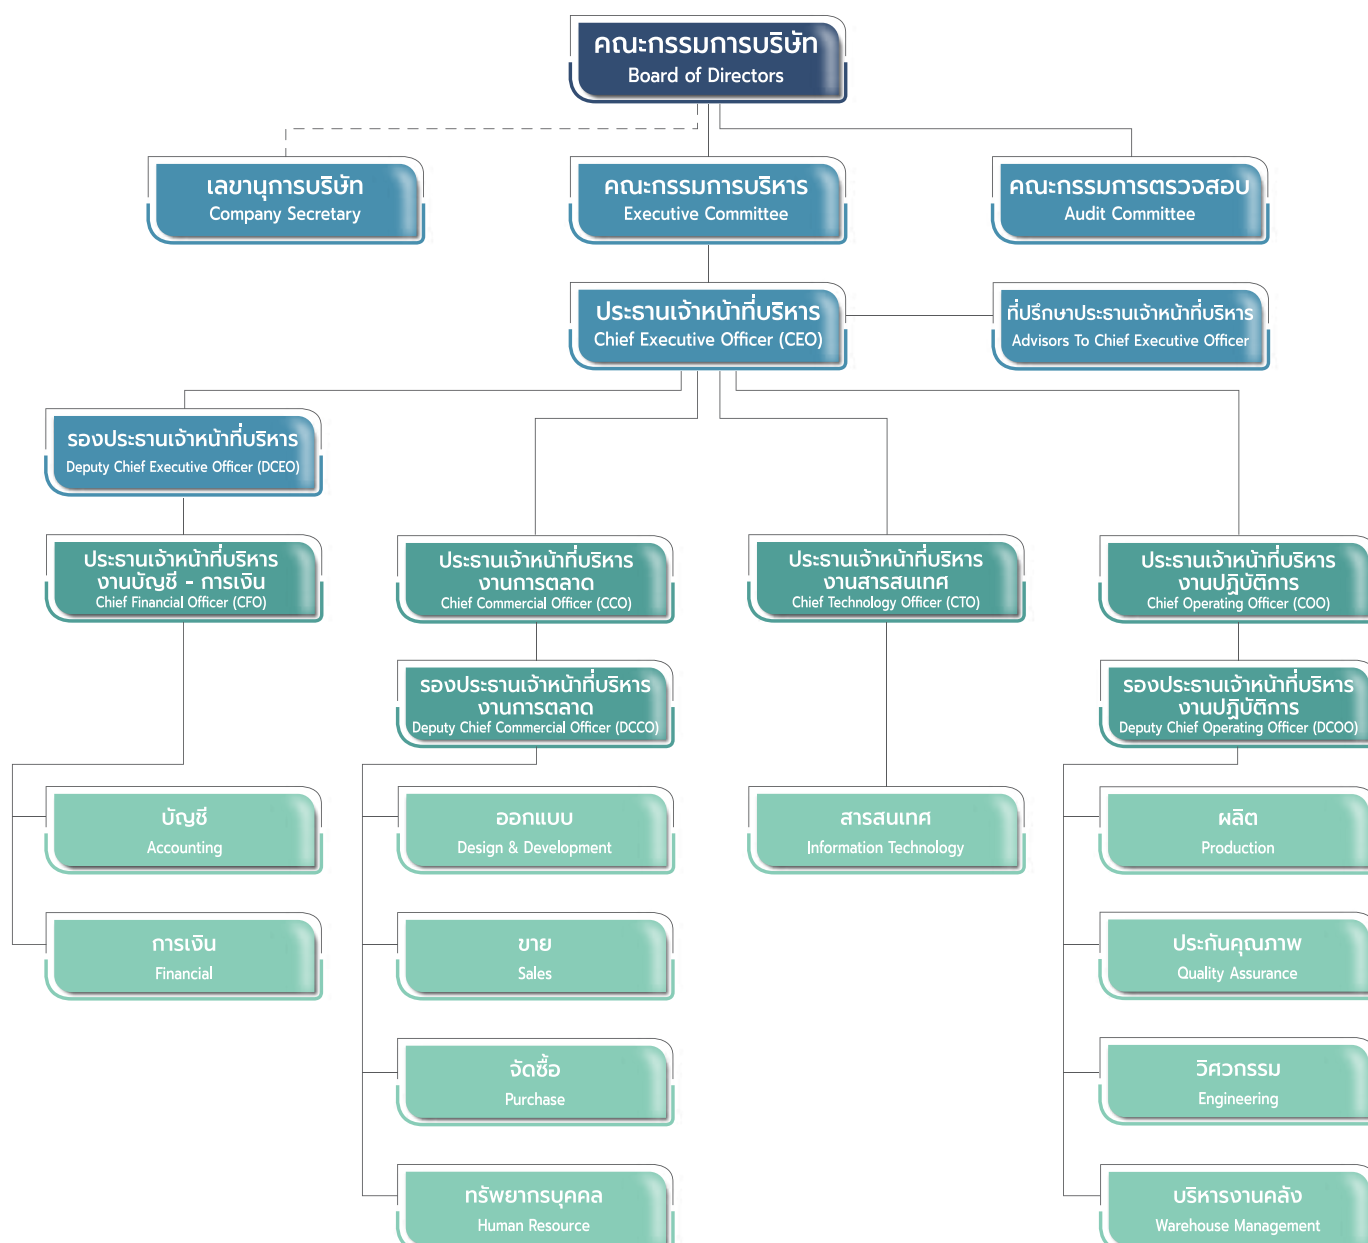 คณะกรรมการบริษัท
Board of Directors
เลขานุการบริษัท
Company Secretary
คณะกรรมการบริหาร
Executive Committee
คณะกรรมการตรวจสอบ
Audit Committee
ประธานเจ้าหน้าที่บริหาร
Chief Executive Officer (CEO)
ที่ปรึกษาประธานเจ้าหน้าที่บริหาร
Advisors To Chief Executive Officer
รองประธานเจ้าหน้าที่บริหาร
Deputy Chief Executive Officer (DCEO)
ประธานเจ้าหน้าที่บริหาร
งานบัญชี - การเงิน
Chief Financial Officer (CFO)
ประธานเจ้าหน้าที่บริหาร
งานการตลาด
Chief Commercial Officer (CCO)
ประธานเจ้าหน้าที่บริหาร
งานสารสนเทศ
Chief Technology Officer (CTO)
ประธานเจ้าหน้าที่บริหาร
งานปฏิบัติการ
Chief Operating Officer (COO)
รองประธานเจ้าหน้าที่บริหาร
งานการตลาด
Deputy Chief Commercial Officer (DCCO)
รองประธานเจ้าหน้าที่บริหาร
งานปฏิบัติการ
Deputy Chief Operating Officer (DCOO)
บัญชี
Accounting
ออกแบบ
Design & Development
สารสนเทศ
Information Technology
ผลิต
Production
การเงิน
Financial
ขาย
Sales
ประกันคุณภาพ
Quality Assurance
จัดซื้อ
Purchase
วิศวกรรม
Engineering
ทรัพยากรบุคคล
Human Resource
บริหารงานคลัง
Warehouse Management